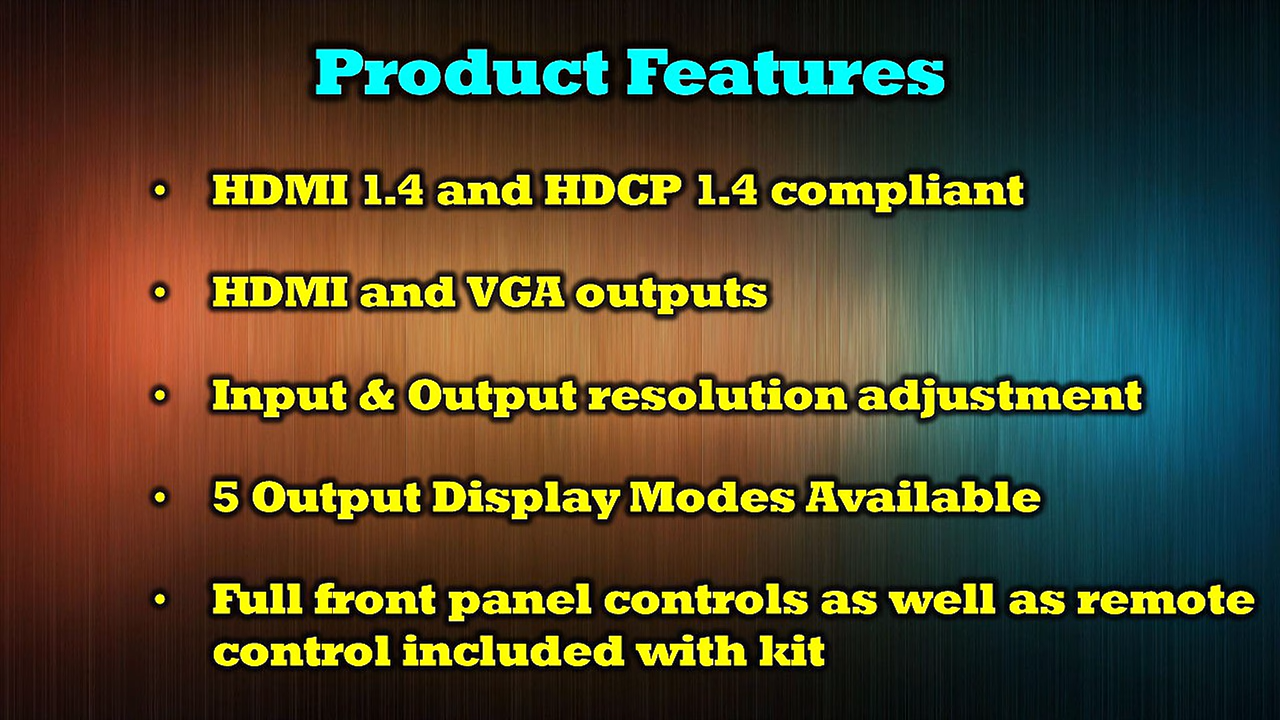 Product Features
• HDMI 1.4 and HDCP 1.4 compliant
• HDMI and VGA outputs
• Input & Output resolution adjustment
• 5 Output Display Modes Available
• Full front panel controls as well as remote
control included with kit